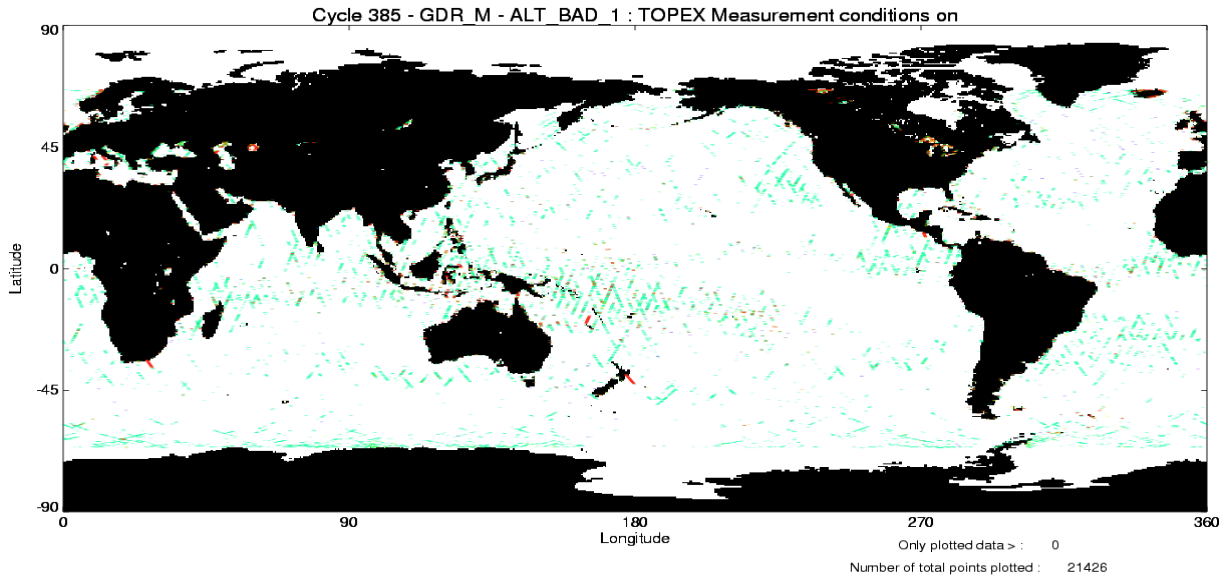 Cycle 385 - GDR_M - ALT_BAD_1 : TOPEX Measurement conditions on
90
45
0
-45
-90
Latitude
0 90 180 270 360
Longitude
Only plotted data > : 0
Number of total points plotted : 21426